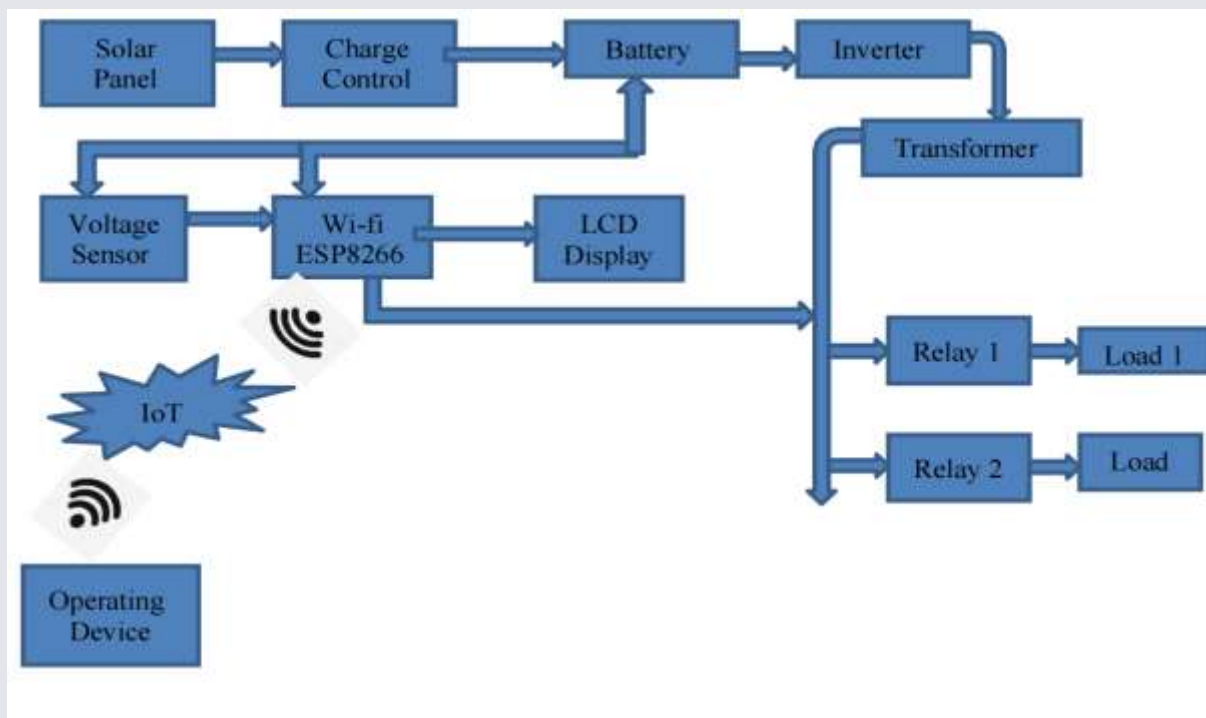 Solar
Panel
Charge
Control
Battery
Inverter
Transformer
Voltage
Sensor
Wi-fi
ESP8266
LCD
Display
Relay 1
Load 1
IoT
Relay 2
Load
Operating
Device